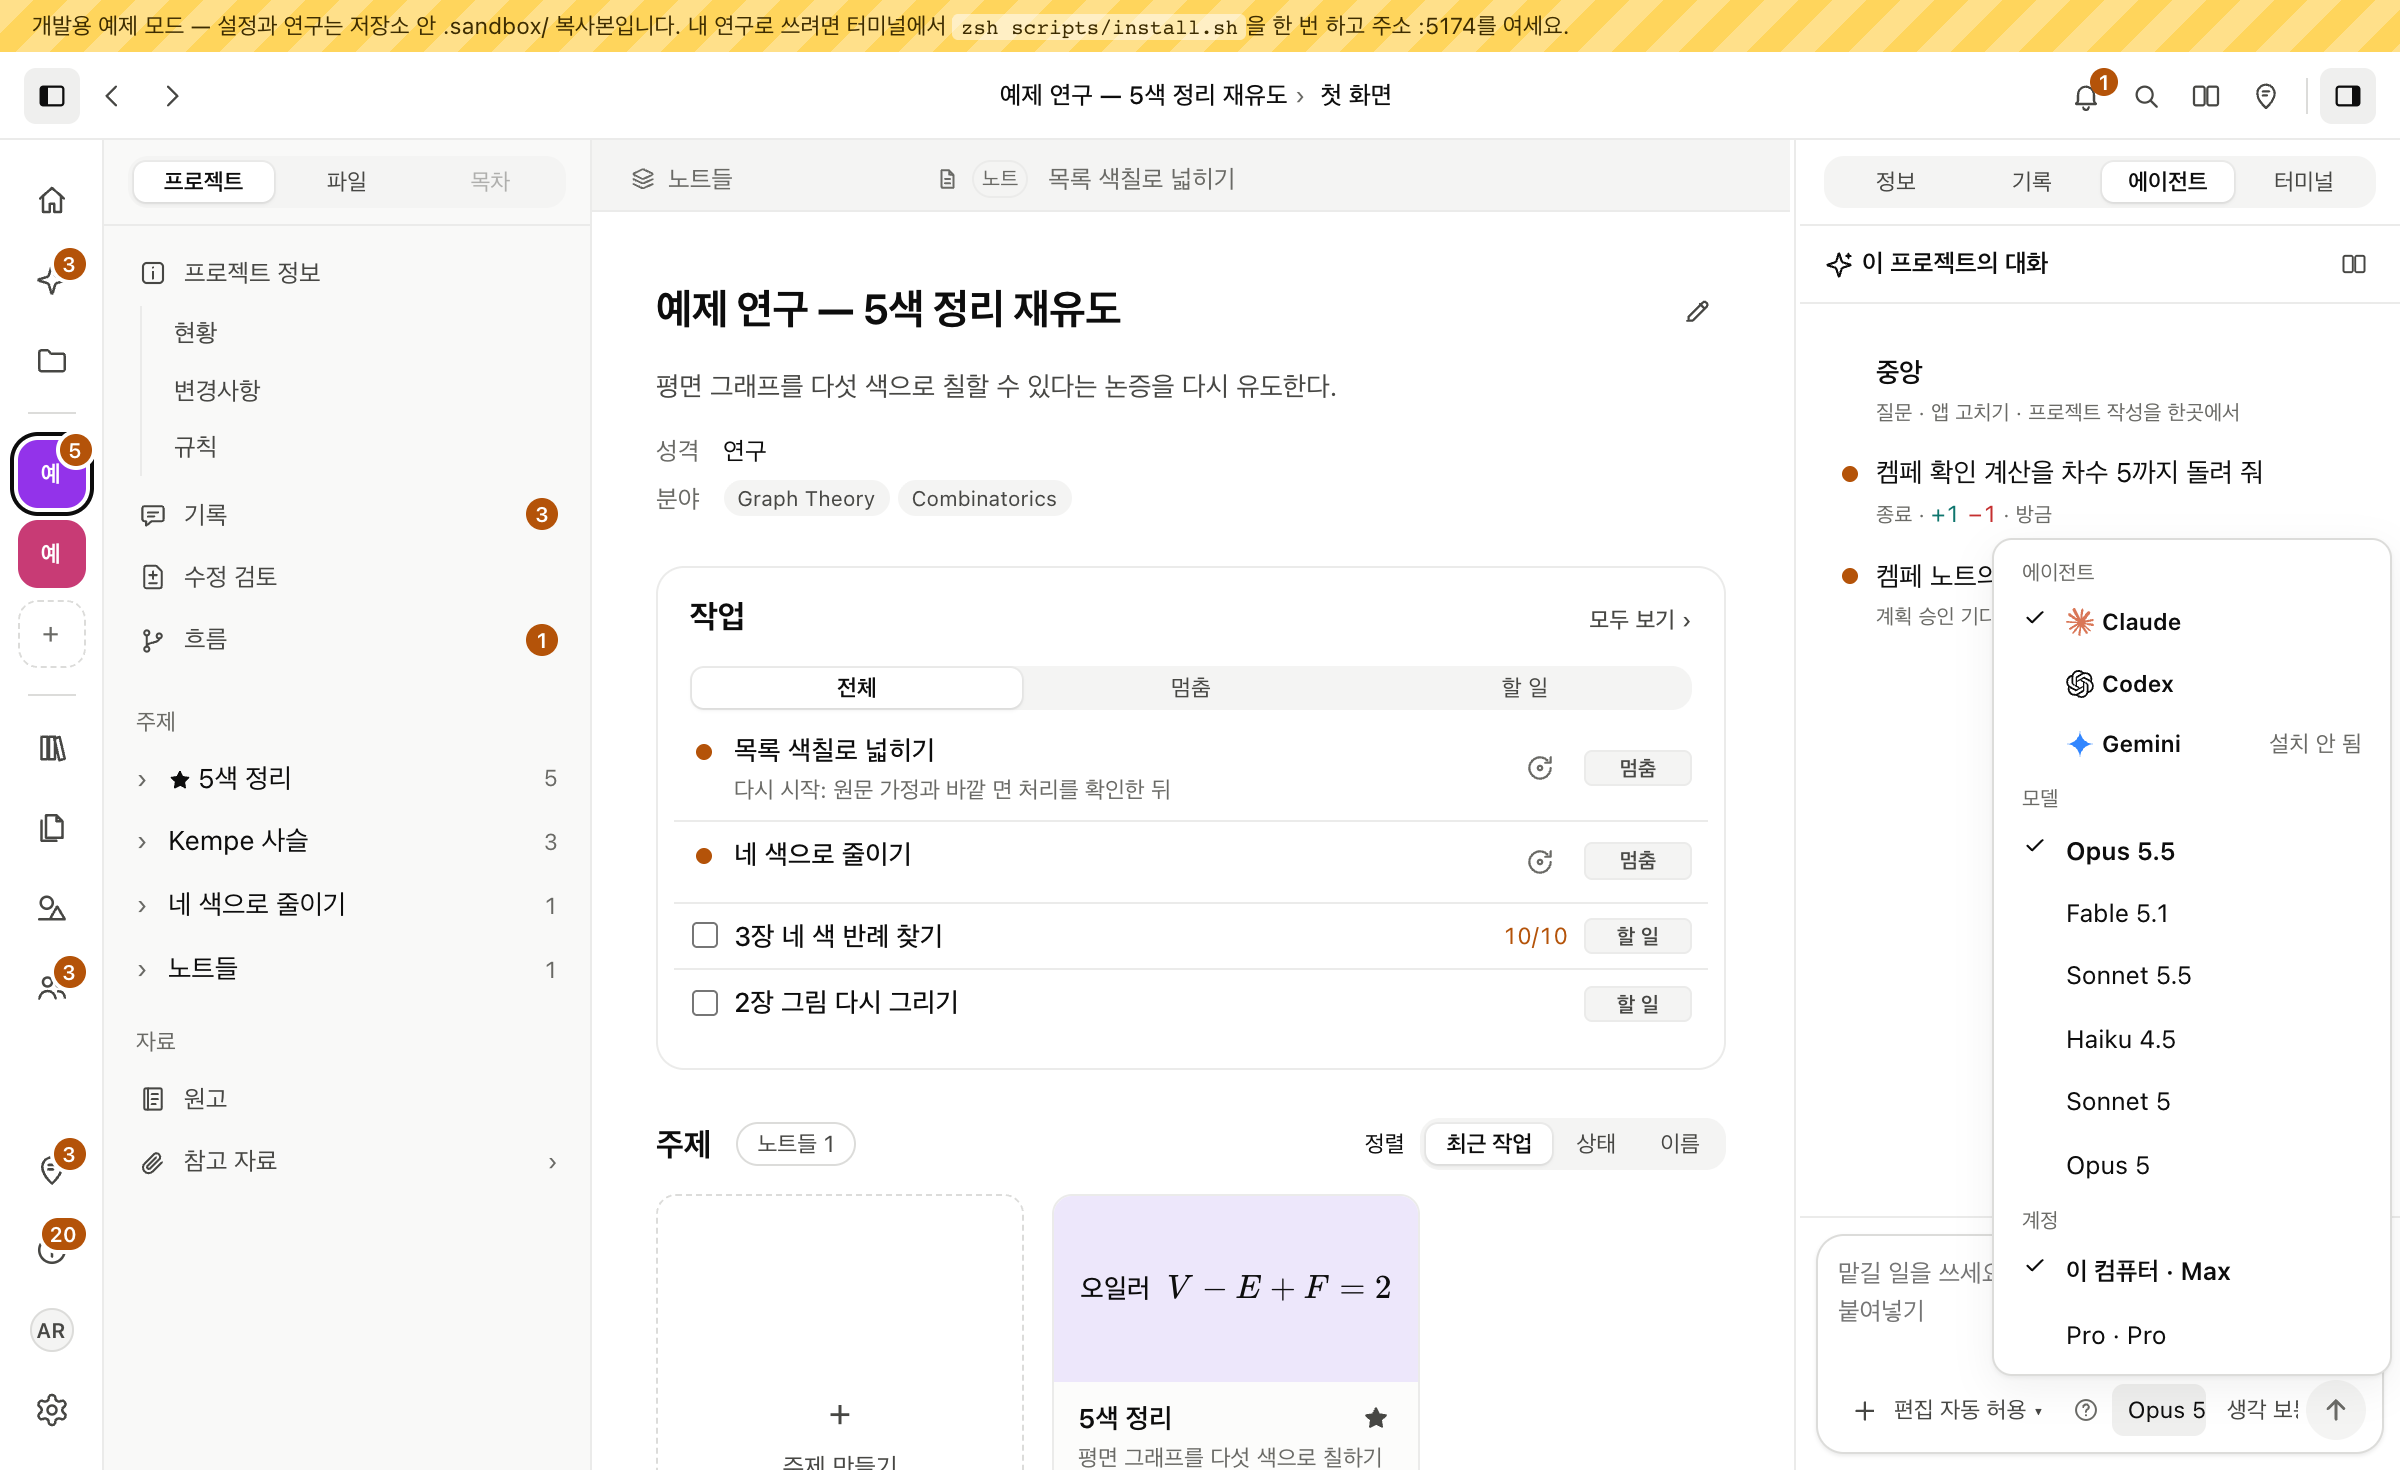 개발용 예제 모드 — 설정과 연구는 저장소 안 .sandbox/ 복사본입니다. 내 연구로 쓰려면 터미널에서 zsh scripts/install.sh을 한 번 하고 주소 :5174를 여세요.
예제 연구 — 5색 정리 재유도 › 첫 화면
1
3
5
예
예
+
3
3
20
AR
프로젝트 파일 목차
프로젝트 정보
현황
변경사항
규칙
기록 3
수정 검토
흐름 1
주제
5색 정리 5
Kempe 사슬 3
네 색으로 줄이기 1
노트들 1
자료
원고
참고 자료
노트들
노트 목록 색칠로 넓히기
예제 연구 — 5색 정리 재유도
평면 그래프를 다섯 색으로 칠할 수 있다는 논증을 다시 유도한다.
성격 연구
분야 Graph Theory Combinatorics
작업 모두 보기 ›
전체 멈춤 할 일
목록 색칠로 넓히기 멈춤
다시 시작: 원문 가정과 바깥 면 처리를 확인한 뒤
네 색으로 줄이기 멈춤
3장 네 색 반례 찾기 10/10 할 일
2장 그림 다시 그리기 할 일
주제 노트들 1 정렬 최근 작업 상태 이름
+
주제 만들기
오일러 V − E + F = 2
5색 정리
평면 그래프를 다섯 색으로 칠하기
정보 기록 에이전트 터미널
이 프로젝트의 대화
중앙
질문 · 앱 고치기 · 프로젝트 작성을 한곳에서
켐페 확인 계산을 차수 5까지 돌려 줘
종료 · +1 −1 · 방금
켐페 노트의
계획 승인 기다
에이전트
Claude
Codex
Gemini 설치 안 됨
모델
Opus 5.5
Fable 5.1
Sonnet 5.5
Haiku 4.5
Sonnet 5
Opus 5
계정
이 컴퓨터 · Max
Pro · Pro
맡길 일을 쓰세요
붙여넣기
+ 편집 자동 허용 Opus 5 생각 보